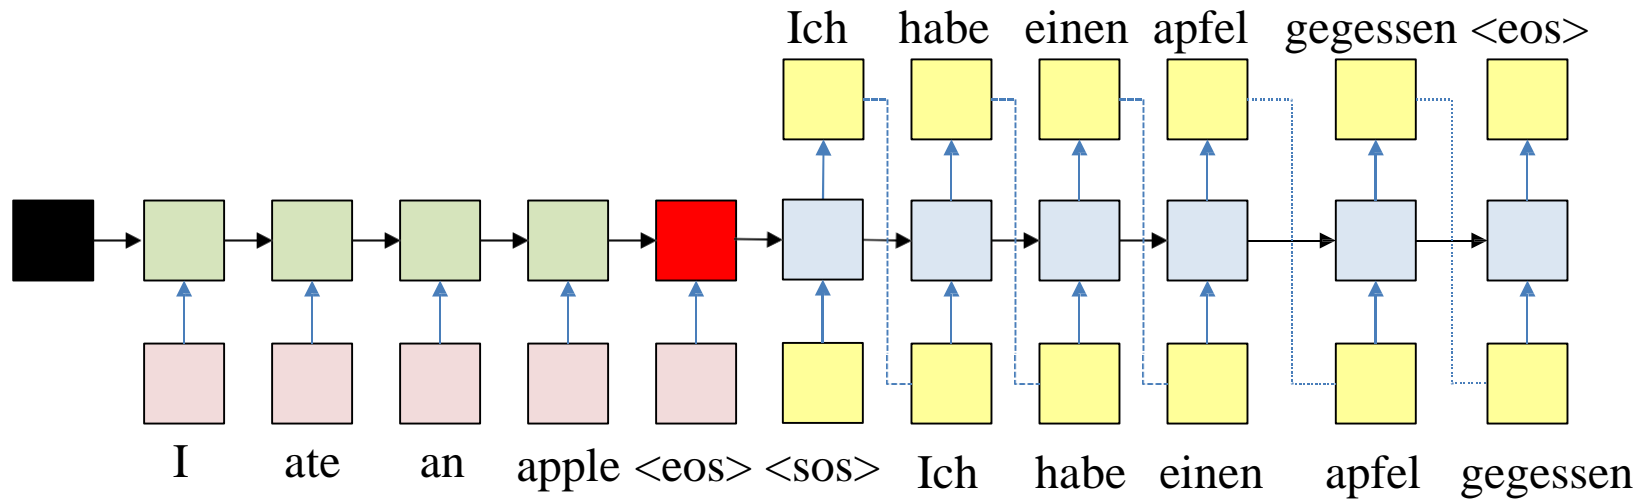 Ich habe einen apfel gegessen <eos>
I ate an apple <eos> <sos> Ich habe einen apfel gegessen